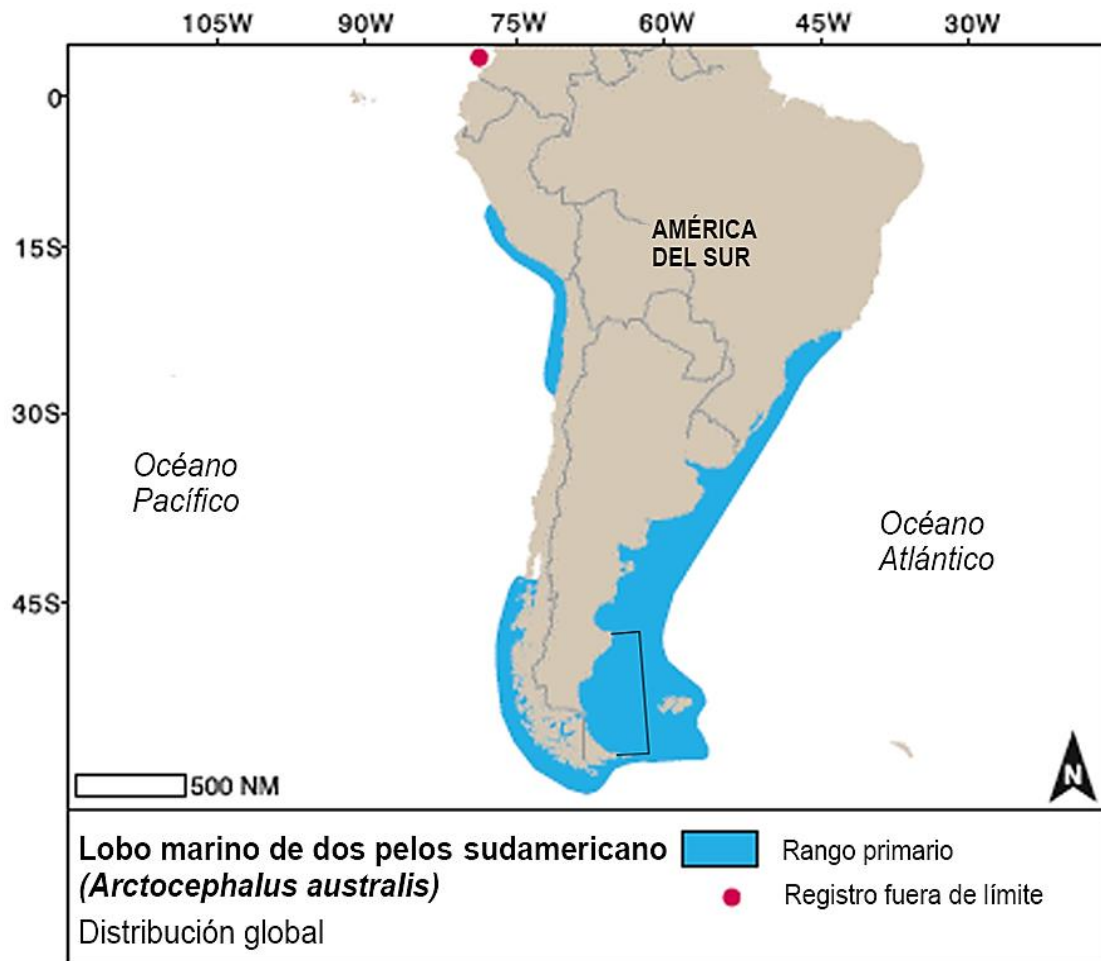 105W 90W 75W 60W 45W 30W
0
15S
30S
45S
AMÉRICA
DEL SUR
Océano
Pacífico
Océano
Atlántico
500 NM
N
Lobo marino de dos pelos sudamericano
(Arctocephalus australis)
Distribución global
Rango primario
Registro fuera de límite